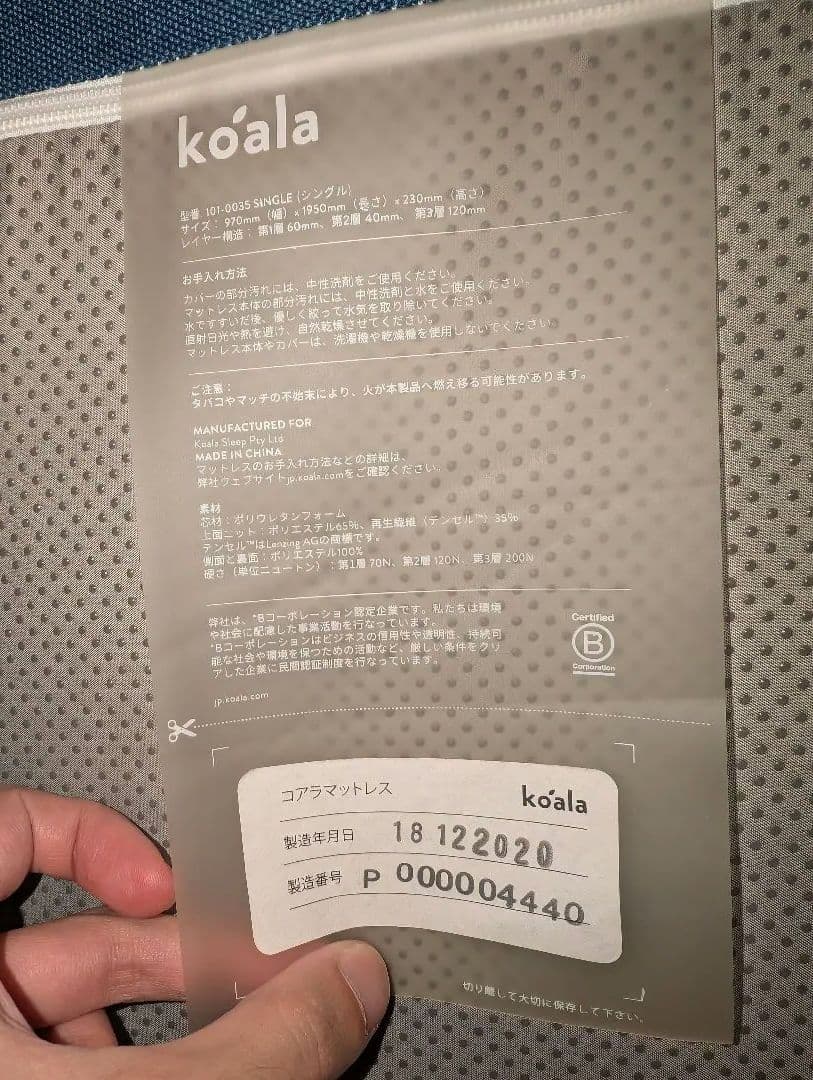 koala
型番 101-0035 SINGLE (シングル)
サイズ： 970mm（幅）x 1950mm（長さ）x 230mm（高さ）
レイヤー構造： 第1層 60mm、第2層 40mm、 第3層 120mm
お手入れ方法
カバーの部分汚れには、中性洗剤をご使用ください。
マットレス本体の部分汚れには、中性洗剤と水をご使用ください。
水ですすいだ後、優しく絞って水気を取り除いてください。
直射日光や熱を避け、自然乾燥させてください。
マットレス本体やカバーは、洗濯機や乾燥機を使用しないでください
ご注意：
タバコやマッチの不始末により、火が本製品へ燃え移る可能性があります。
MANUFACTURED FOR
Koala Sleep Pty Ltd
MADE IN CHINA
マットレスのお手入れ方法などの詳細は、
弊社ウェブサイトjp.koala.comをご確認ください。
素材
芯材：ポリウレタンフォーム
上面ニット：ポリエステル65%、再生繊維（テンセル™）35%
テンセル™はLenzing AGの商標です。
側面と裏面：ポリエステル100%
硬さ（単位ニュートン）：第1層 70N、第2層 120N、第3層 200N
弊社は、*Bコーポレーション認定企業です。私たちは環境
や社会に配慮した事業活動を行なっています。
*Bコーポレーションはビジネスの信用性や透明性、持続可
能な社会や環境を保つための活動など、厳しい条件をクリ
アした企業に民間認証制度を行なっています。
Certified
B
Corporation
jp.koala.com
コアラマットレス
koala
製造年月日 18 122020
製造番号 P 000004440
切り離して大切に保存して下さい。